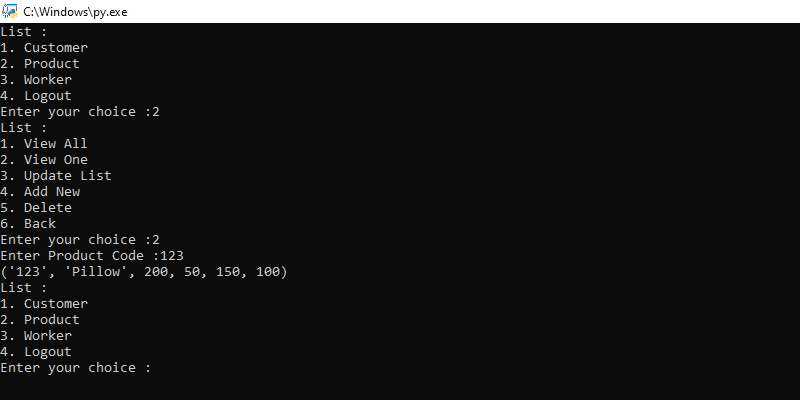 C:\Windows\py.exe
List :
1. Customer
2. Product
3. Worker
4. Logout
Enter your choice :2
List :
1. View All
2. View One
3. Update List
4. Add New
5. Delete
6. Back
Enter your choice :2
Enter Product Code :123
('123', 'Pillow', 200, 50, 150, 100)
List :
1. Customer
2. Product
3. Worker
4. Logout
Enter your choice :